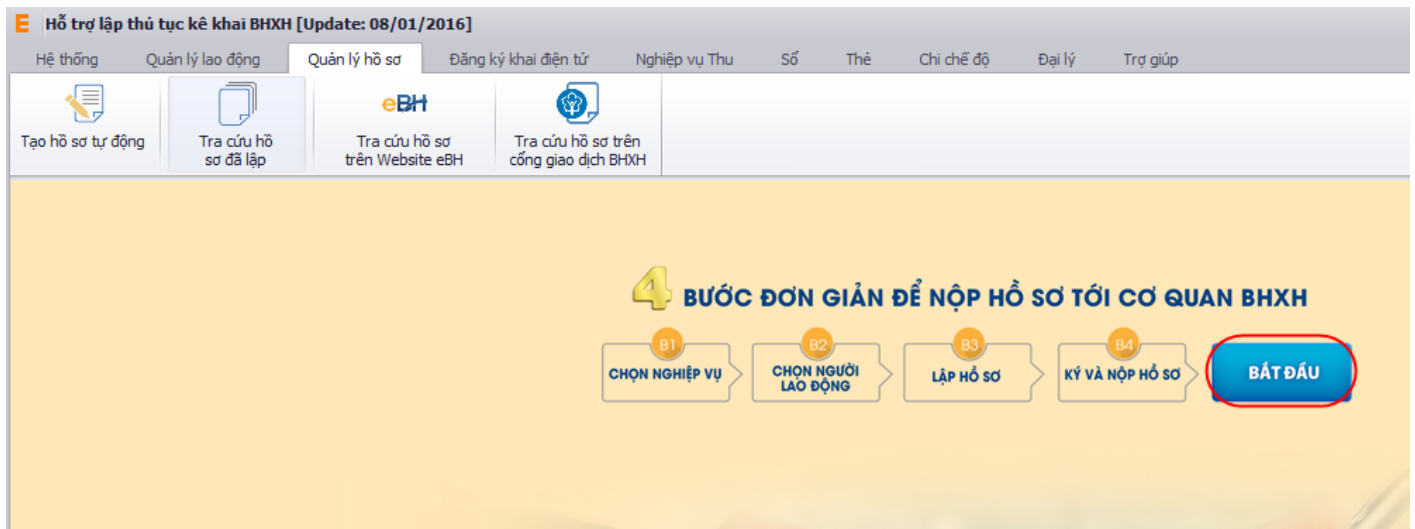 E Hỗ trợ lập thủ tục kê khai BHXH [Update: 08/01/2016]
Hệ thống Quản lý lao động Quản lý hồ sơ Đăng ký khai điện tử Nghiệp vụ Thu Sổ Thẻ Chi chế độ Đại lý Trợ giúp
eBH
Tạo hồ sơ tự động
Tra cứu hồ
sơ đã lập
Tra cứu hồ sơ
trên Website eBH
Tra cứu hồ sơ trên
cổng giao dịch BHXH
4 BƯỚC ĐƠN GIẢN ĐỂ NỘP HỒ SƠ TỚI CƠ QUAN BHXH
B1
CHỌN NGHIỆP VỤ
B2
CHỌN NGƯỜI
LAO ĐỘNG
B3
LẬP HỒ SƠ
B4
KÝ VÀ NỘP HỒ SƠ
BẮT ĐẦU